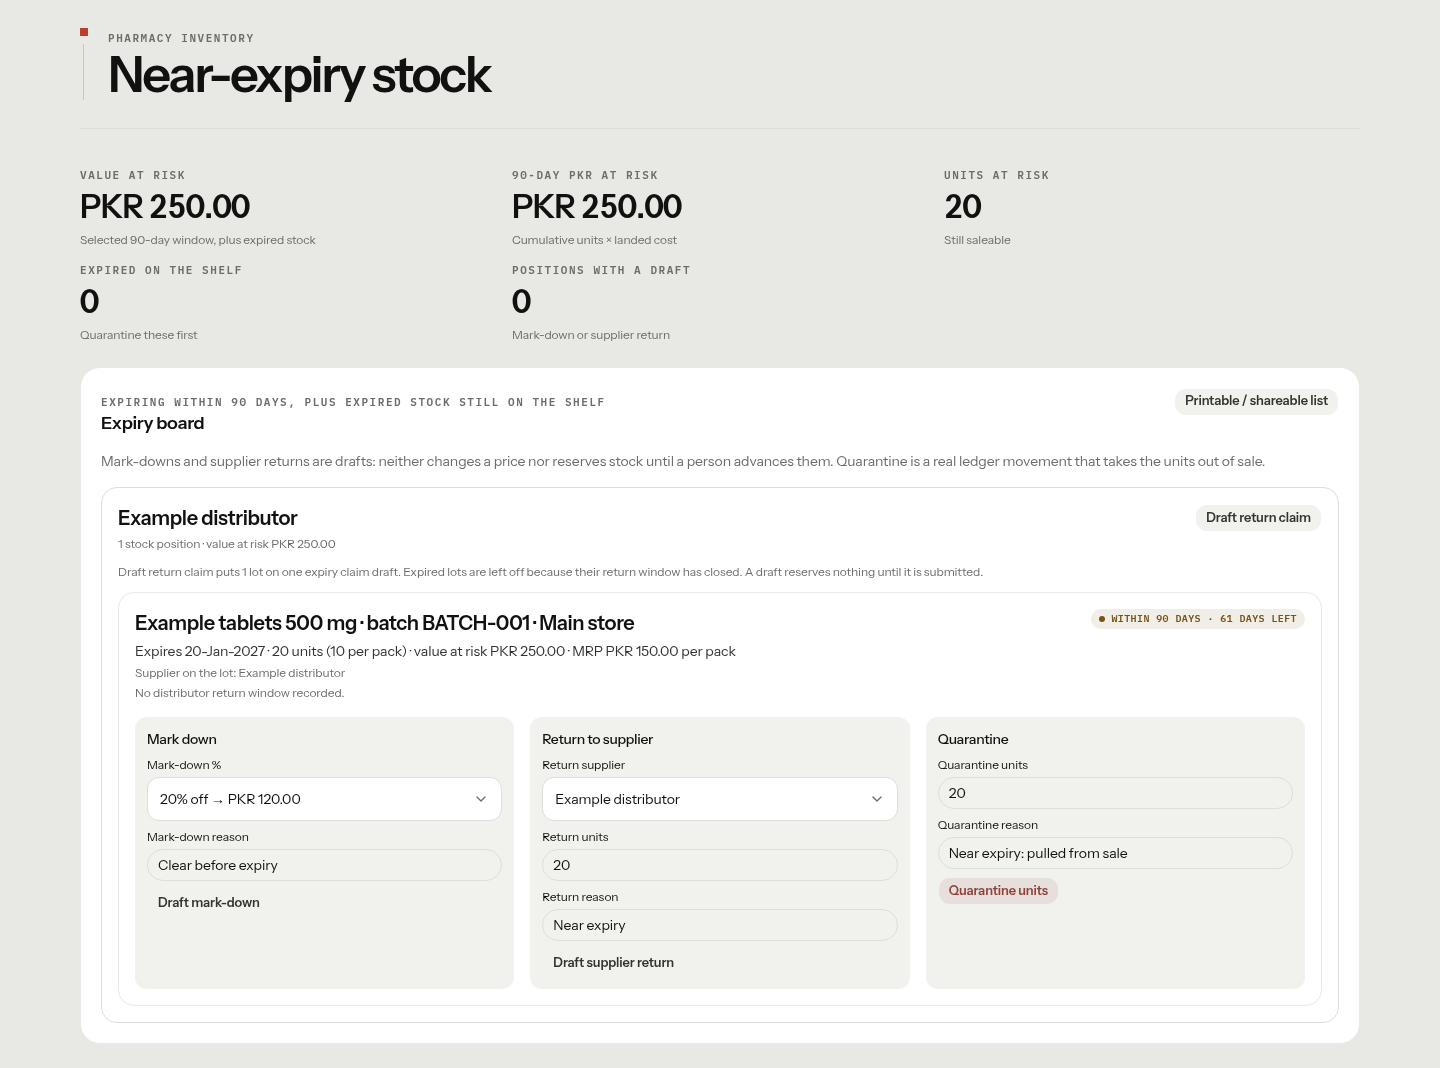 PHARMACY INVENTORY
Near-expiry stock
VALUE AT RISK
PKR 250.00
Selected 90-day window, plus expired stock
90-DAY PKR AT RISK
PKR 250.00
Cumulative units × landed cost
UNITS AT RISK
20
Still saleable
EXPIRED ON THE SHELF
0
Quarantine these first
POSITIONS WITH A DRAFT
0
Mark-down or supplier return
EXPIRING WITHIN 90 DAYS, PLUS EXPIRED STOCK STILL ON THE SHELF
Expiry board
Printable / shareable list
Mark-downs and supplier returns are drafts: neither changes a price nor reserves stock until a person advances them. Quarantine is a real ledger movement that takes the units out of sale.
Example distributor
Draft return claim
1 stock position · value at risk PKR 250.00
Draft return claim puts 1 lot on one expiry claim draft. Expired lots are left off because their return window has closed. A draft reserves nothing until it is submitted.
Example tablets 500 mg · batch BATCH-001 · Main store
WITHIN 90 DAYS · 61 DAYS LEFT
Expires 20-Jan-2027 · 20 units (10 per pack) · value at risk PKR 250.00 · MRP PKR 150.00 per pack
Supplier on the lot: Example distributor
No distributor return window recorded.
Mark down
Mark-down %
20% off → PKR 120.00
Mark-down reason
Clear before expiry
Draft mark-down
Return to supplier
Return supplier
Example distributor
Return units
20
Return reason
Near expiry
Draft supplier return
Quarantine
Quarantine units
20
Quarantine reason
Near expiry: pulled from sale
Quarantine units